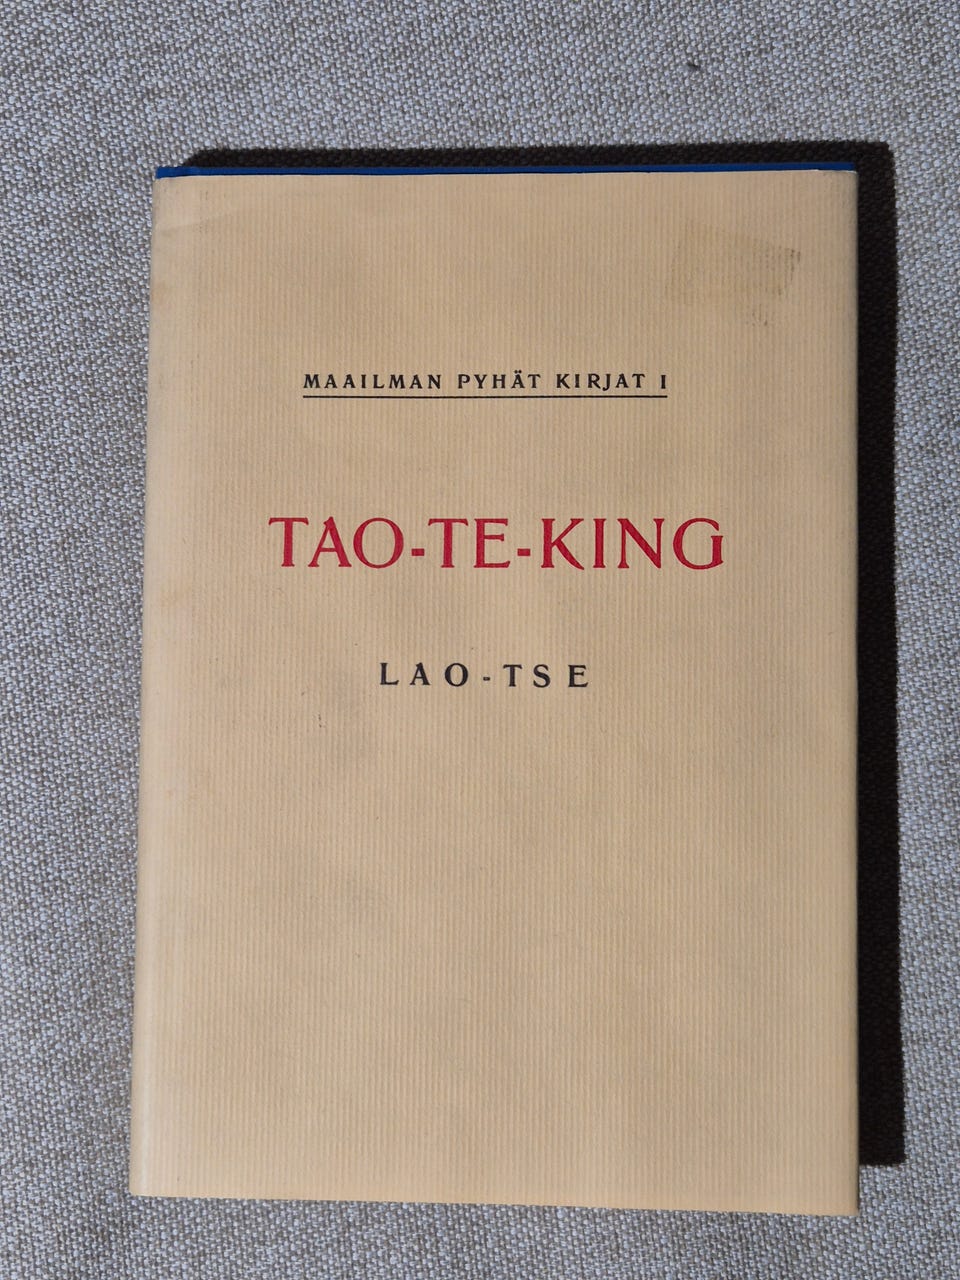 MAAILMAN PYHÄT KIRJAT I
TAO-TE-KING
LAO-TSE